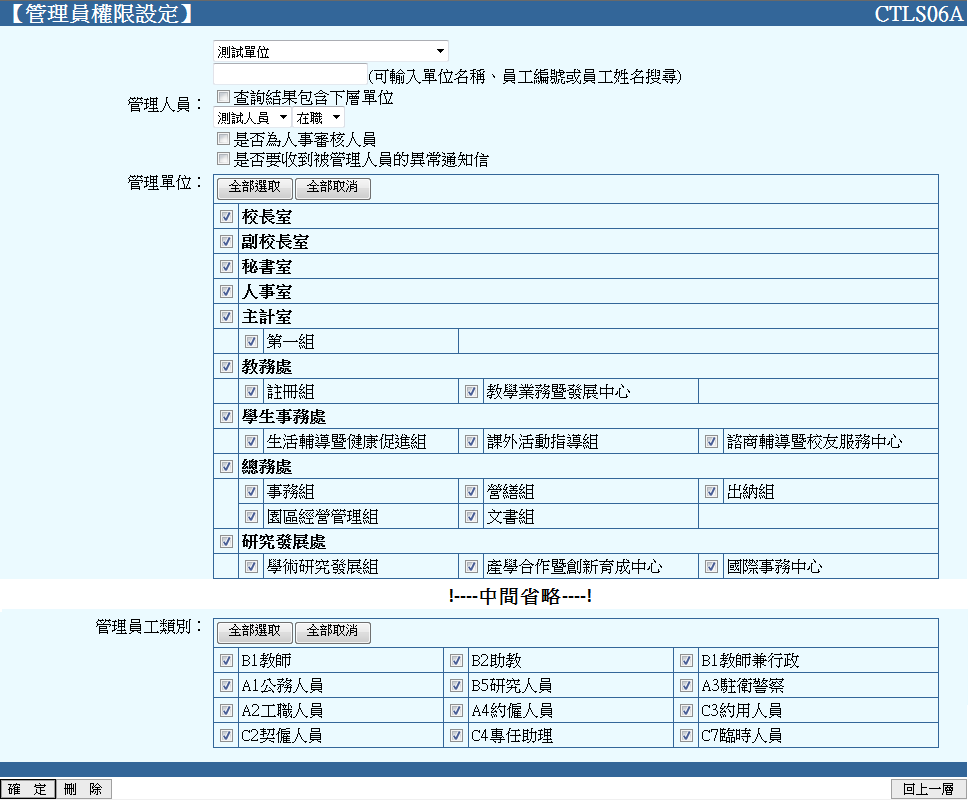 【管理員權限設定】 CTLS06A
測試單位
(可輸入單位名稱、員工編號或員工姓名搜尋)
管理人員： 查詢結果包含下層單位
測試人員 在職
是否為人事審核人員
是否要收到被管理人員的異常通知信
管理單位： 全部選取 全部取消
校長室
副校長室
秘書室
人事室
主計室
第一組
教務處
註冊組 教學業務暨發展中心
學生事務處
生活輔導暨健康促進組 課外活動指導組 諮商輔導暨校友服務中心
總務處
事務組 營繕組 出納組
園區經營管理組 文書組
研究發展處
學術研究發展組 產學合作暨創新育成中心 國際事務中心
!----中間省略----!
管理員工類別： 全部選取 全部取消
B1教師 B2助教 B1教師兼行政
A1公務人員 B5研究人員 A3駐衛警察
A2工職人員 A4約僱人員 C3約用人員
C2契僱人員 C4專任助理 C7臨時人員
確 定 刪 除 回上一層